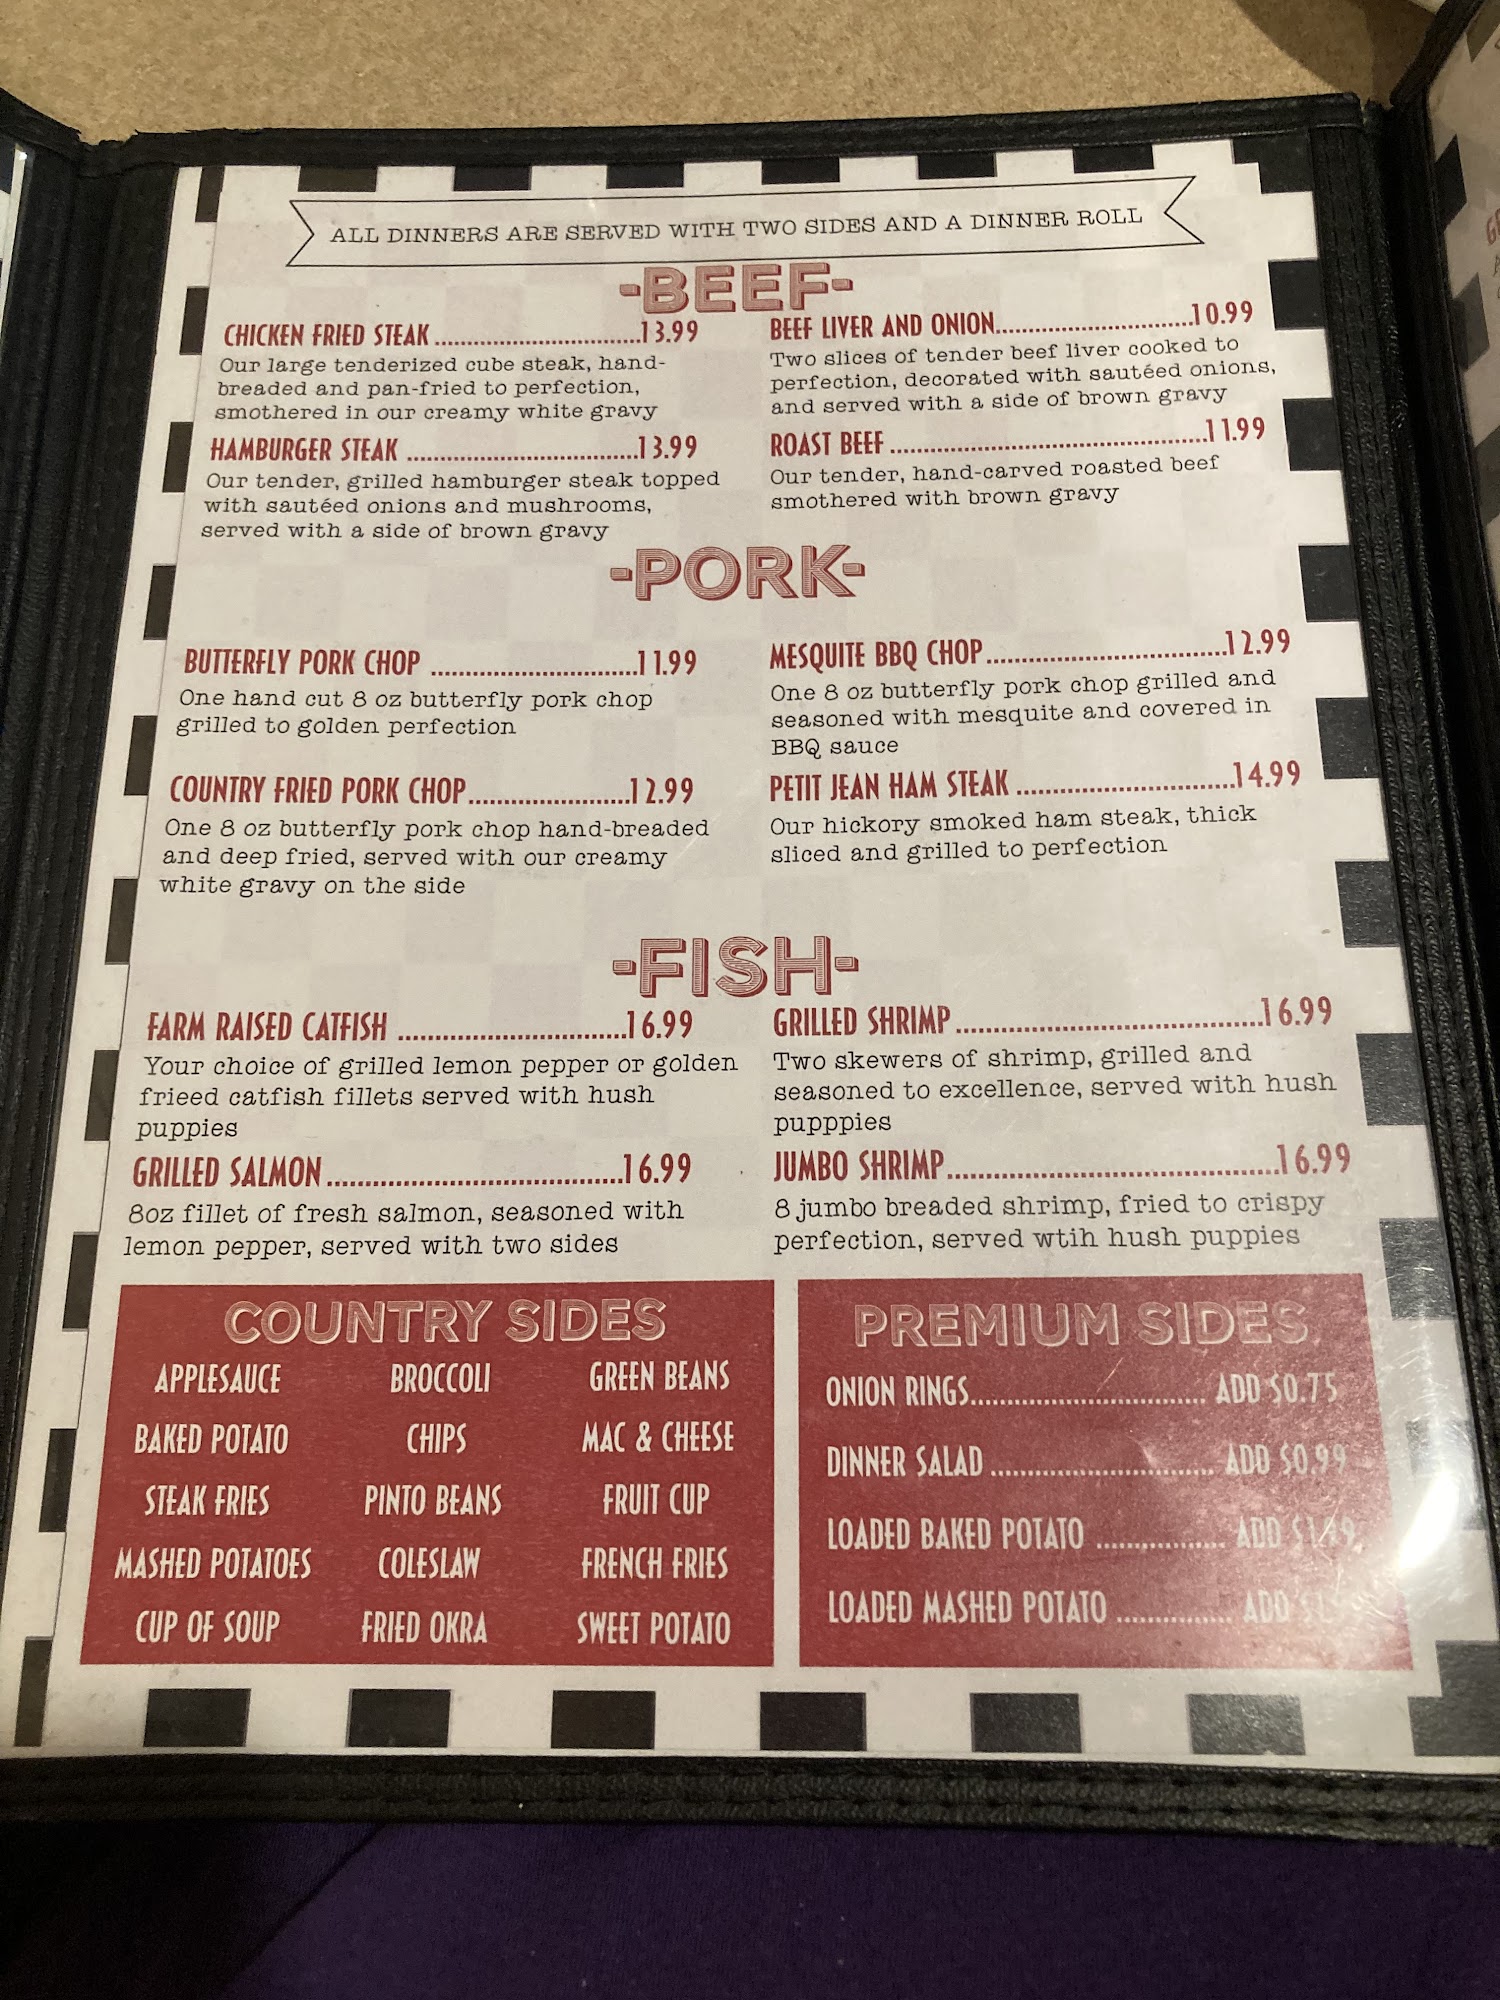 ALL DINNERS ARE SERVED WITH TWO SIDES AND A DINNER ROLL
-BEEF-
CHICKEN FRIED STEAK ..................................13.99
Our large tenderized cube steak, hand-
breaded and pan-fried to perfection,
smothered in our creamy white gravy
HAMBURGER STEAK ..................................13.99
Our tender, grilled hamburger steak topped
with sautéed onions and mushrooms,
served with a side of brown gravy
BEEF LIVER AND ONION..............................10.99
Two slices of tender beef liver cooked to
perfection, decorated with sautéed onions,
and served with a side of brown gravy
ROAST BEEF ..............................................11.99
Our tender, hand-carved roasted beef
smothered with brown gravy
-PORK-
BUTTERFLY PORK CHOP ..............................11.99
One hand cut 8 oz butterfly pork chop
grilled to golden perfection
COUNTRY FRIED PORK CHOP.......................12.99
One 8 oz butterfly pork chop hand-breaded
and deep fried, served with our creamy
white gravy on the side
MESQUITE BBQ CHOP..................................12.99
One 8 oz butterfly pork chop grilled and
seasoned with mesquite and covered in
BBQ sauce
PETIT JEAN HAM STEAK ..............................14.99
Our hickory smoked ham steak, thick
sliced and grilled to perfection
-FISH-
FARM RAISED CATFISH ..............................16.99
Your choice of grilled lemon pepper or golden
frieed catfish fillets served with hush
puppies
GRILLED SALMON.......................................16.99
8oz fillet of fresh salmon, seasoned with
lemon pepper, served with two sides
GRILLED SHRIMP.......................................16.99
Two skewers of shrimp, grilled and
seasoned to excellence, served with hush
pupppies
JUMBO SHRIMP..........................................16.99
8 jumbo breaded shrimp, fried to crispy
perfection, served wtih hush puppies
COUNTRY SIDES
APPLESAUCE BROCCOLI GREEN BEANS
BAKED POTATO CHIPS MAC & CHEESE
STEAK FRIES PINTO BEANS FRUIT CUP
MASHED POTATOES COLESLAW FRENCH FRIES
CUP OF SOUP FRIED OKRA SWEET POTATO
PREMIUM SIDES
ONION RINGS................................ ADD $0.75
DINNER SALAD .............................. ADD $0.99
LOADED BAKED POTATO ................. ADD
LOADED MASHED POTATO ............... ADD